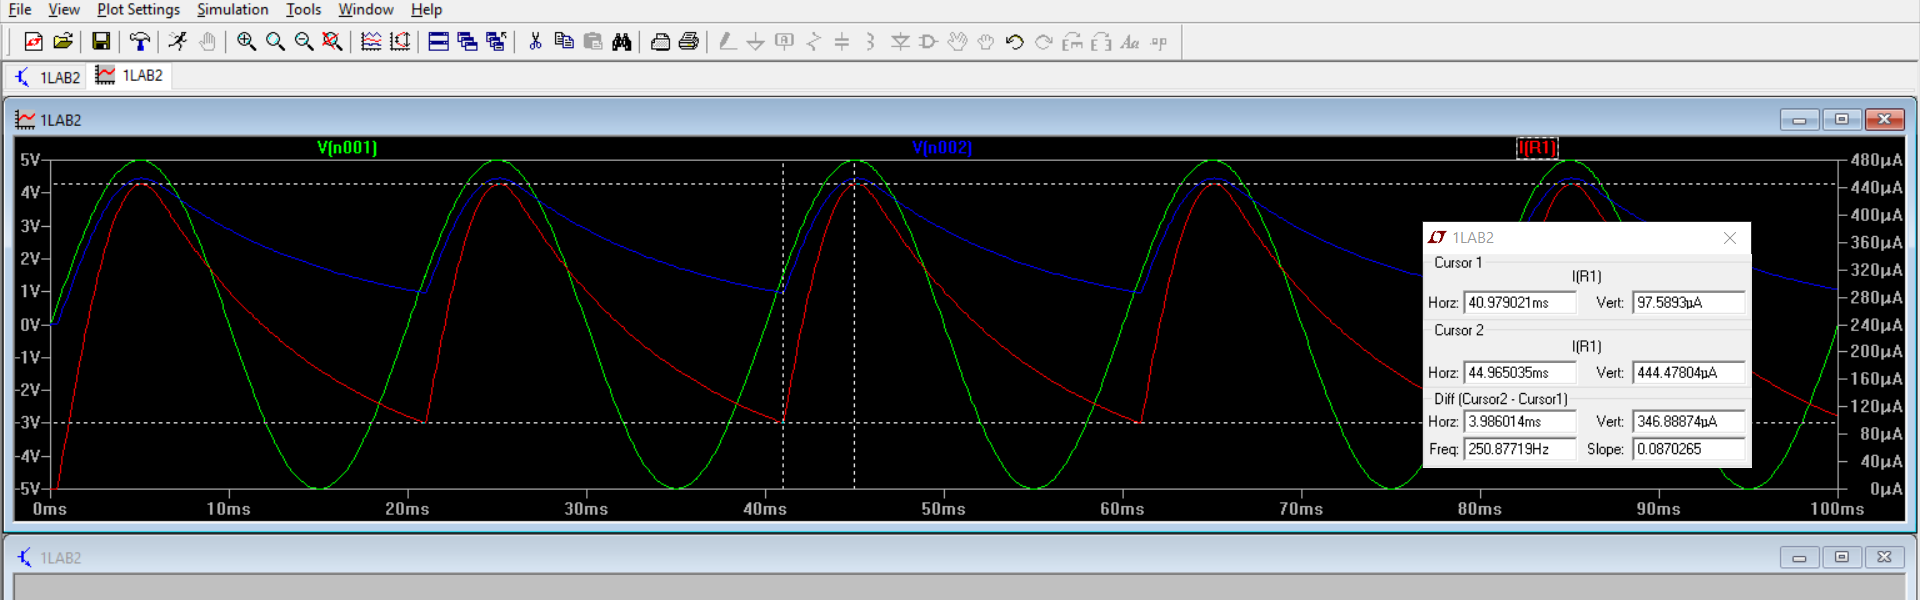 File View Plot Settings Simulation Tools Window Help
1LAB2 1LAB2
1LAB2
V(n001) V(n002) I(R1)
5V 480µA
4V 440µA
3V 400µA
2V 360µA
1V 320µA
0V 280µA
-1V 240µA
-2V 200µA
-3V 160µA
-4V 120µA
-5V 80µA
40µA
0µA
0ms 10ms 20ms 30ms 40ms 50ms 60ms 70ms 80ms 90ms 100ms
1LAB2
Cursor 1
I(R1)
Horz: 40.979021ms Vert: 97.5893µA
Cursor 2
I(R1)
Horz: 44.965035ms Vert: 444.47804µA
Diff (Cursor2 - Cursor1)
Horz: 3.986014ms Vert: 346.88874µA
Freq: 250.87719Hz Slope: 0.0870265
1LAB2